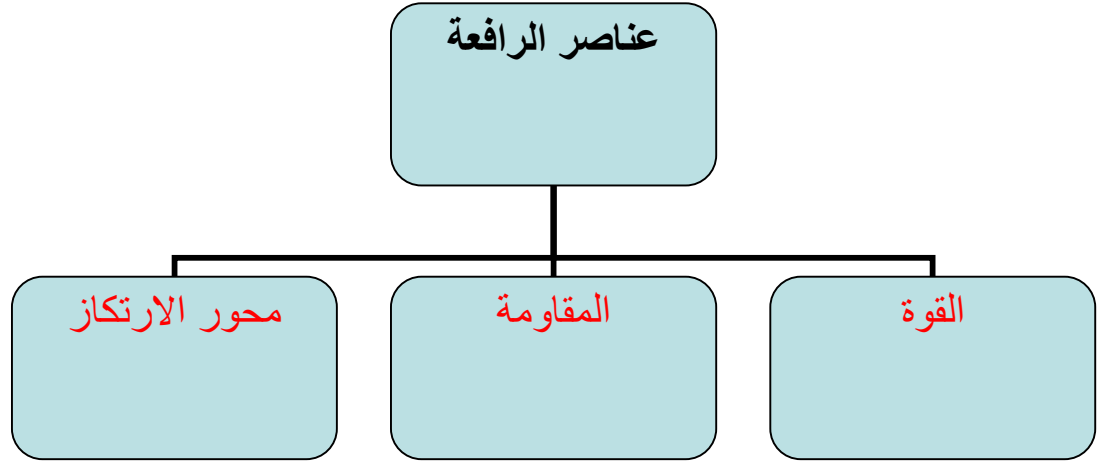 عناصر الرافعة
القوة
المقاومة
محور الارتكاز